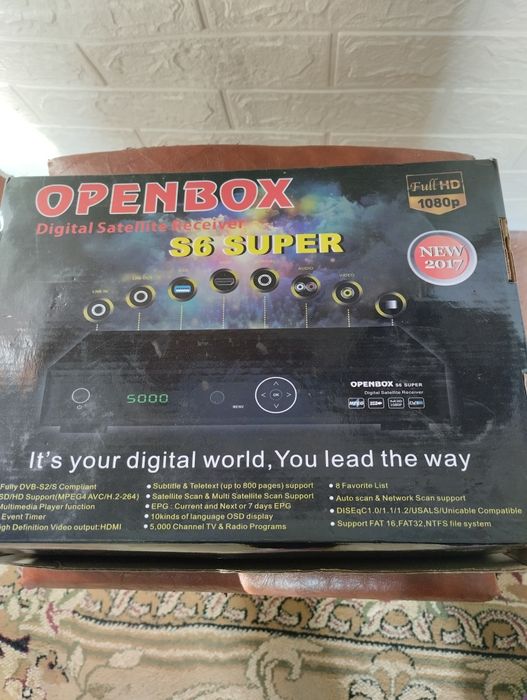 OPENBOX
Full HD
1080p
Digital Satellite Receiver
S6 SUPER
NEW
2017
LINE IN
LINE OUT
AUDIO
VIDEO
5000
MENU
OK
OPENBOX S6 SUPER
Digital Satellite Receiver
It's your digital world,You lead the way
Fully DVB-S2/S Compliant
SD/HD Support(MPEG4 AVC/H.2-264)
Multimedia Player function
Event Timer
High Definition Video output:HDMI
• Subtitle & Teletext (up to 800 pages) support
• Satellite Scan & Multi Satellite Scan Support
• EPG : Current and Next or 7 days EPG
• 10kinds of language OSD display
• 5,000 Channel TV & Radio Programs
• 8 Favorite List
• Auto scan & Network Scan support
• DISEqC1.0/1.1/1.2/USALS/Unicable Compatible
• Support FAT 16,FAT32,NTFS file system